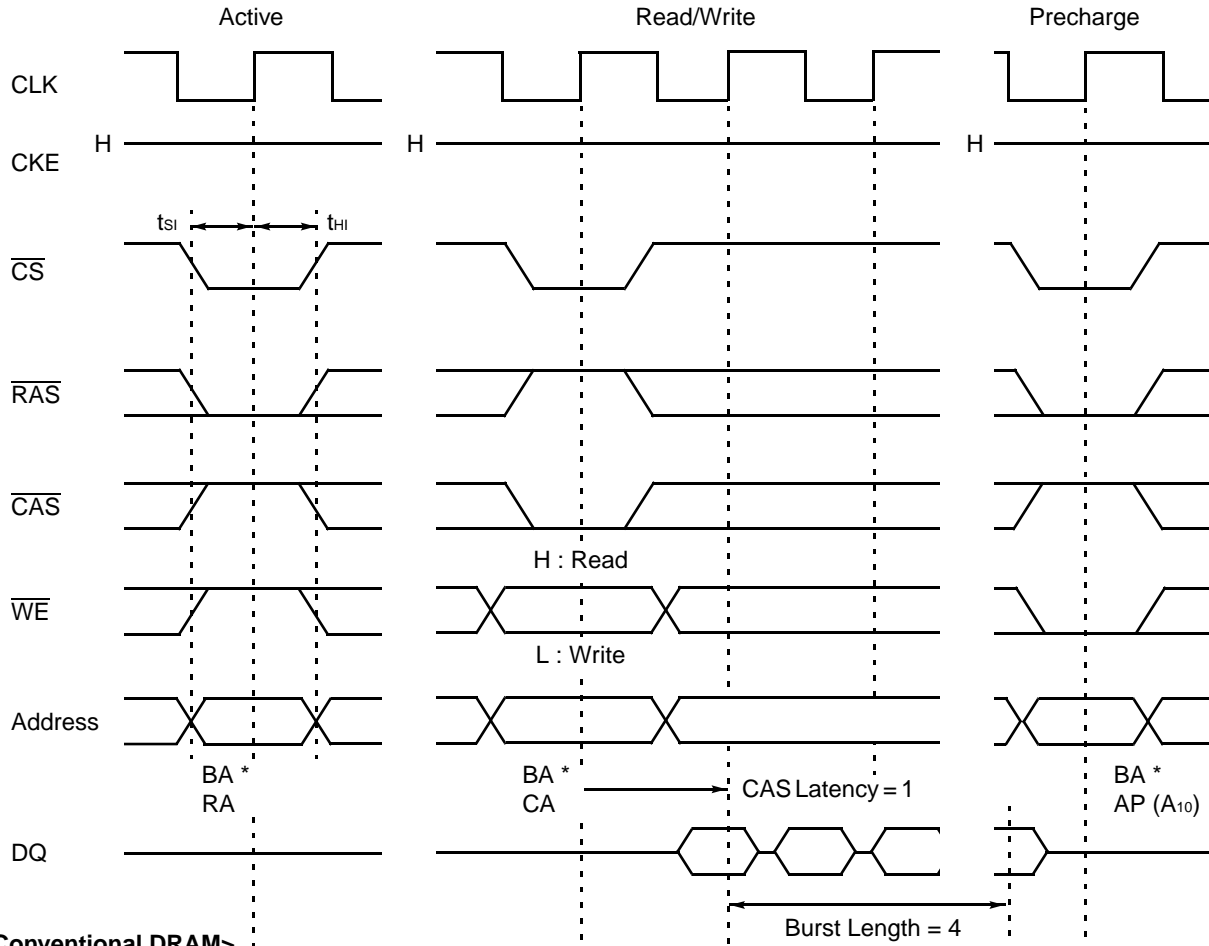 Active Read/Write Precharge
CLK
H H H
CKE
tSI tHI
CS
RAS
CAS
H : Read
WE
L : Write
Address
BA * BA * CAS Latency = 1 BA *
RA CA AP (A10)
DQ
Burst Length = 4
Conventional DRAM>